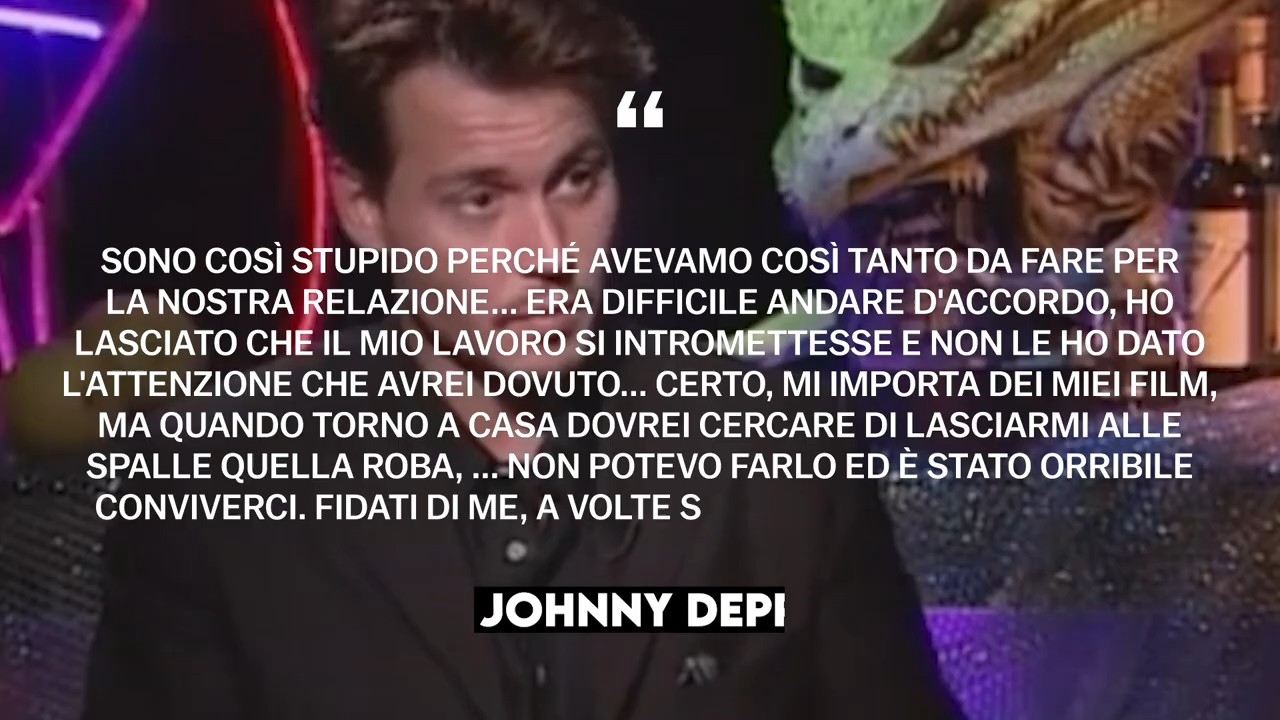 “
SONO COSÌ STUPIDO PERCHÉ AVEVAMO COSÌ TANTO DA FARE PER
LA NOSTRA RELAZIONE... ERA DIFFICILE ANDARE D'ACCORDO, HO
LASCIATO CHE IL MIO LAVORO SI INTROMETTESSE E NON LE HO DATO
L'ATTENZIONE CHE AVREI DOVUTO... CERTO, MI IMPORTA DEI MIEI FILM,
MA QUANDO TORNO A CASA DOVREI CERCARE DI LASCIARMI ALLE
SPALLE QUELLA ROBA, ... NON POTEVO FARLO ED È STATO ORRIBILE
CONVIVERCI. FIDATI DI ME, A VOLTE S
JOHNNY DEP